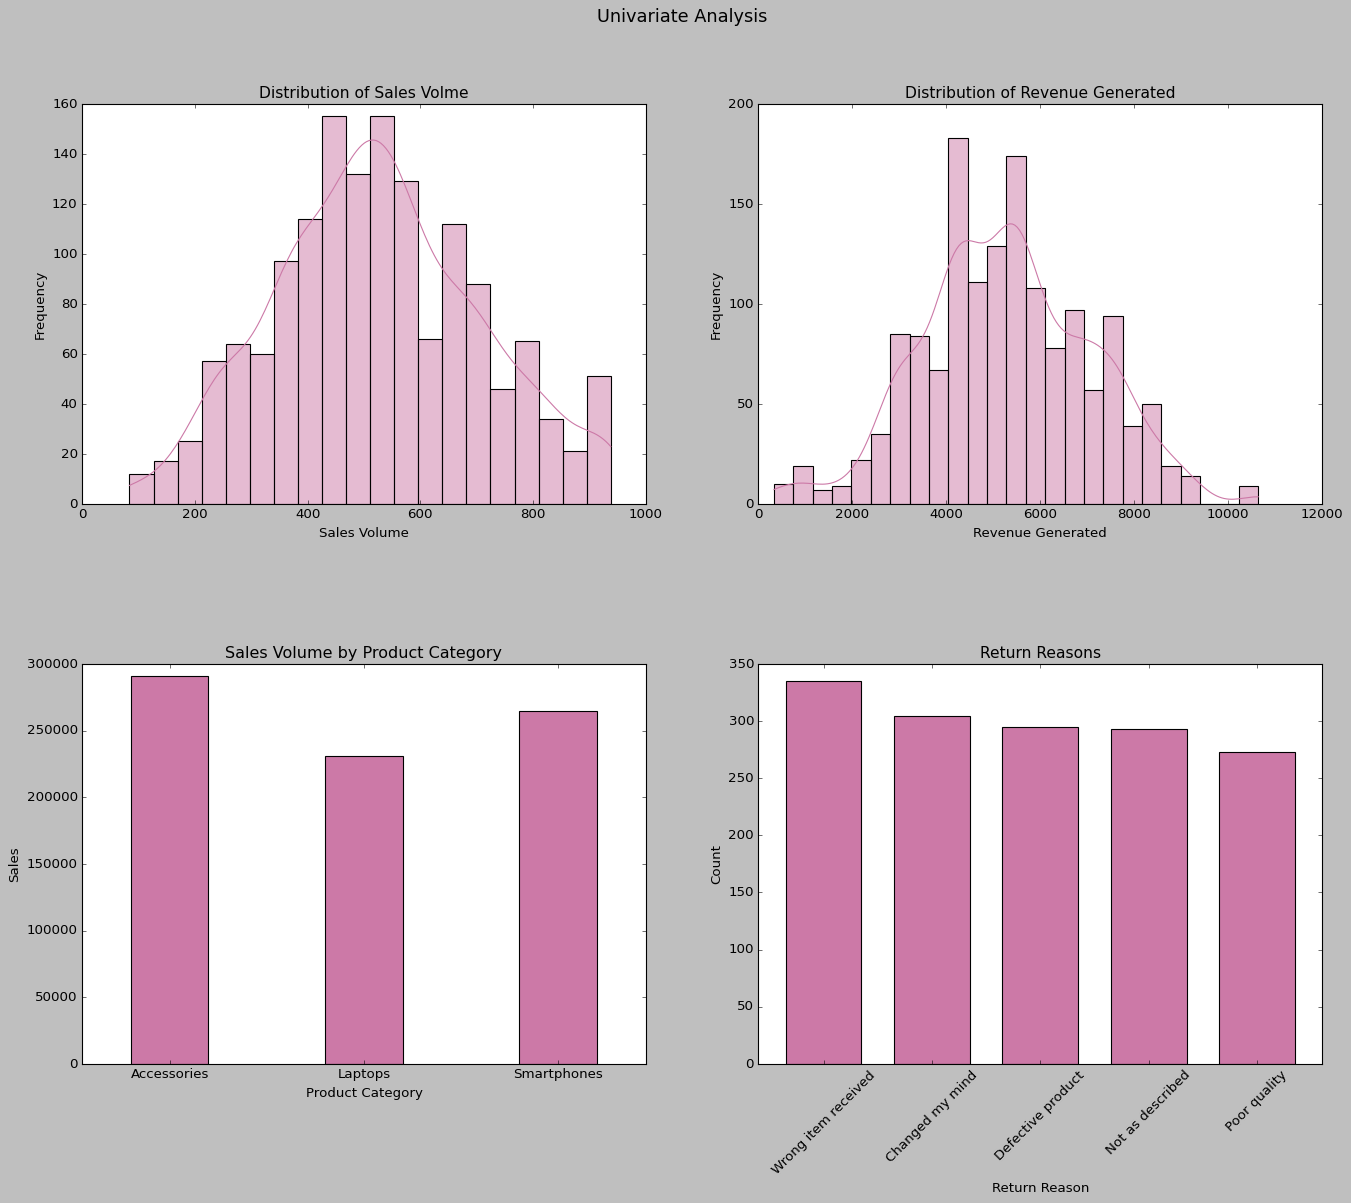 Univariate Analysis
Distribution of Sales Volme
160
140
120
100
80
60
40
20
0
Frequency
0 200 400 600 800 1000
Sales Volume
Distribution of Revenue Generated
200
150
100
50
0
Frequency
0 2000 4000 6000 8000 10000 12000
Revenue Generated
Sales Volume by Product Category
300000
250000
200000
150000
100000
50000
0
Sales
Accessories Laptops Smartphones
Product Category
Return Reasons
350
300
250
200
150
100
50
0
Count
Wrong item received
Changed my mind
Defective product
Not as described
Poor quality
Return Reason